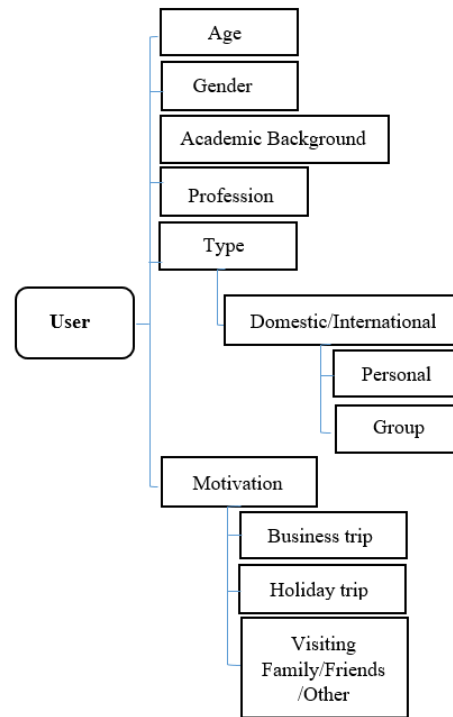 Age
Gender
Academic Background
Profession
Type
User
Domestic/International
Personal
Group
Motivation
Business trip
Holiday trip
Visiting
Family/Friends
/Other